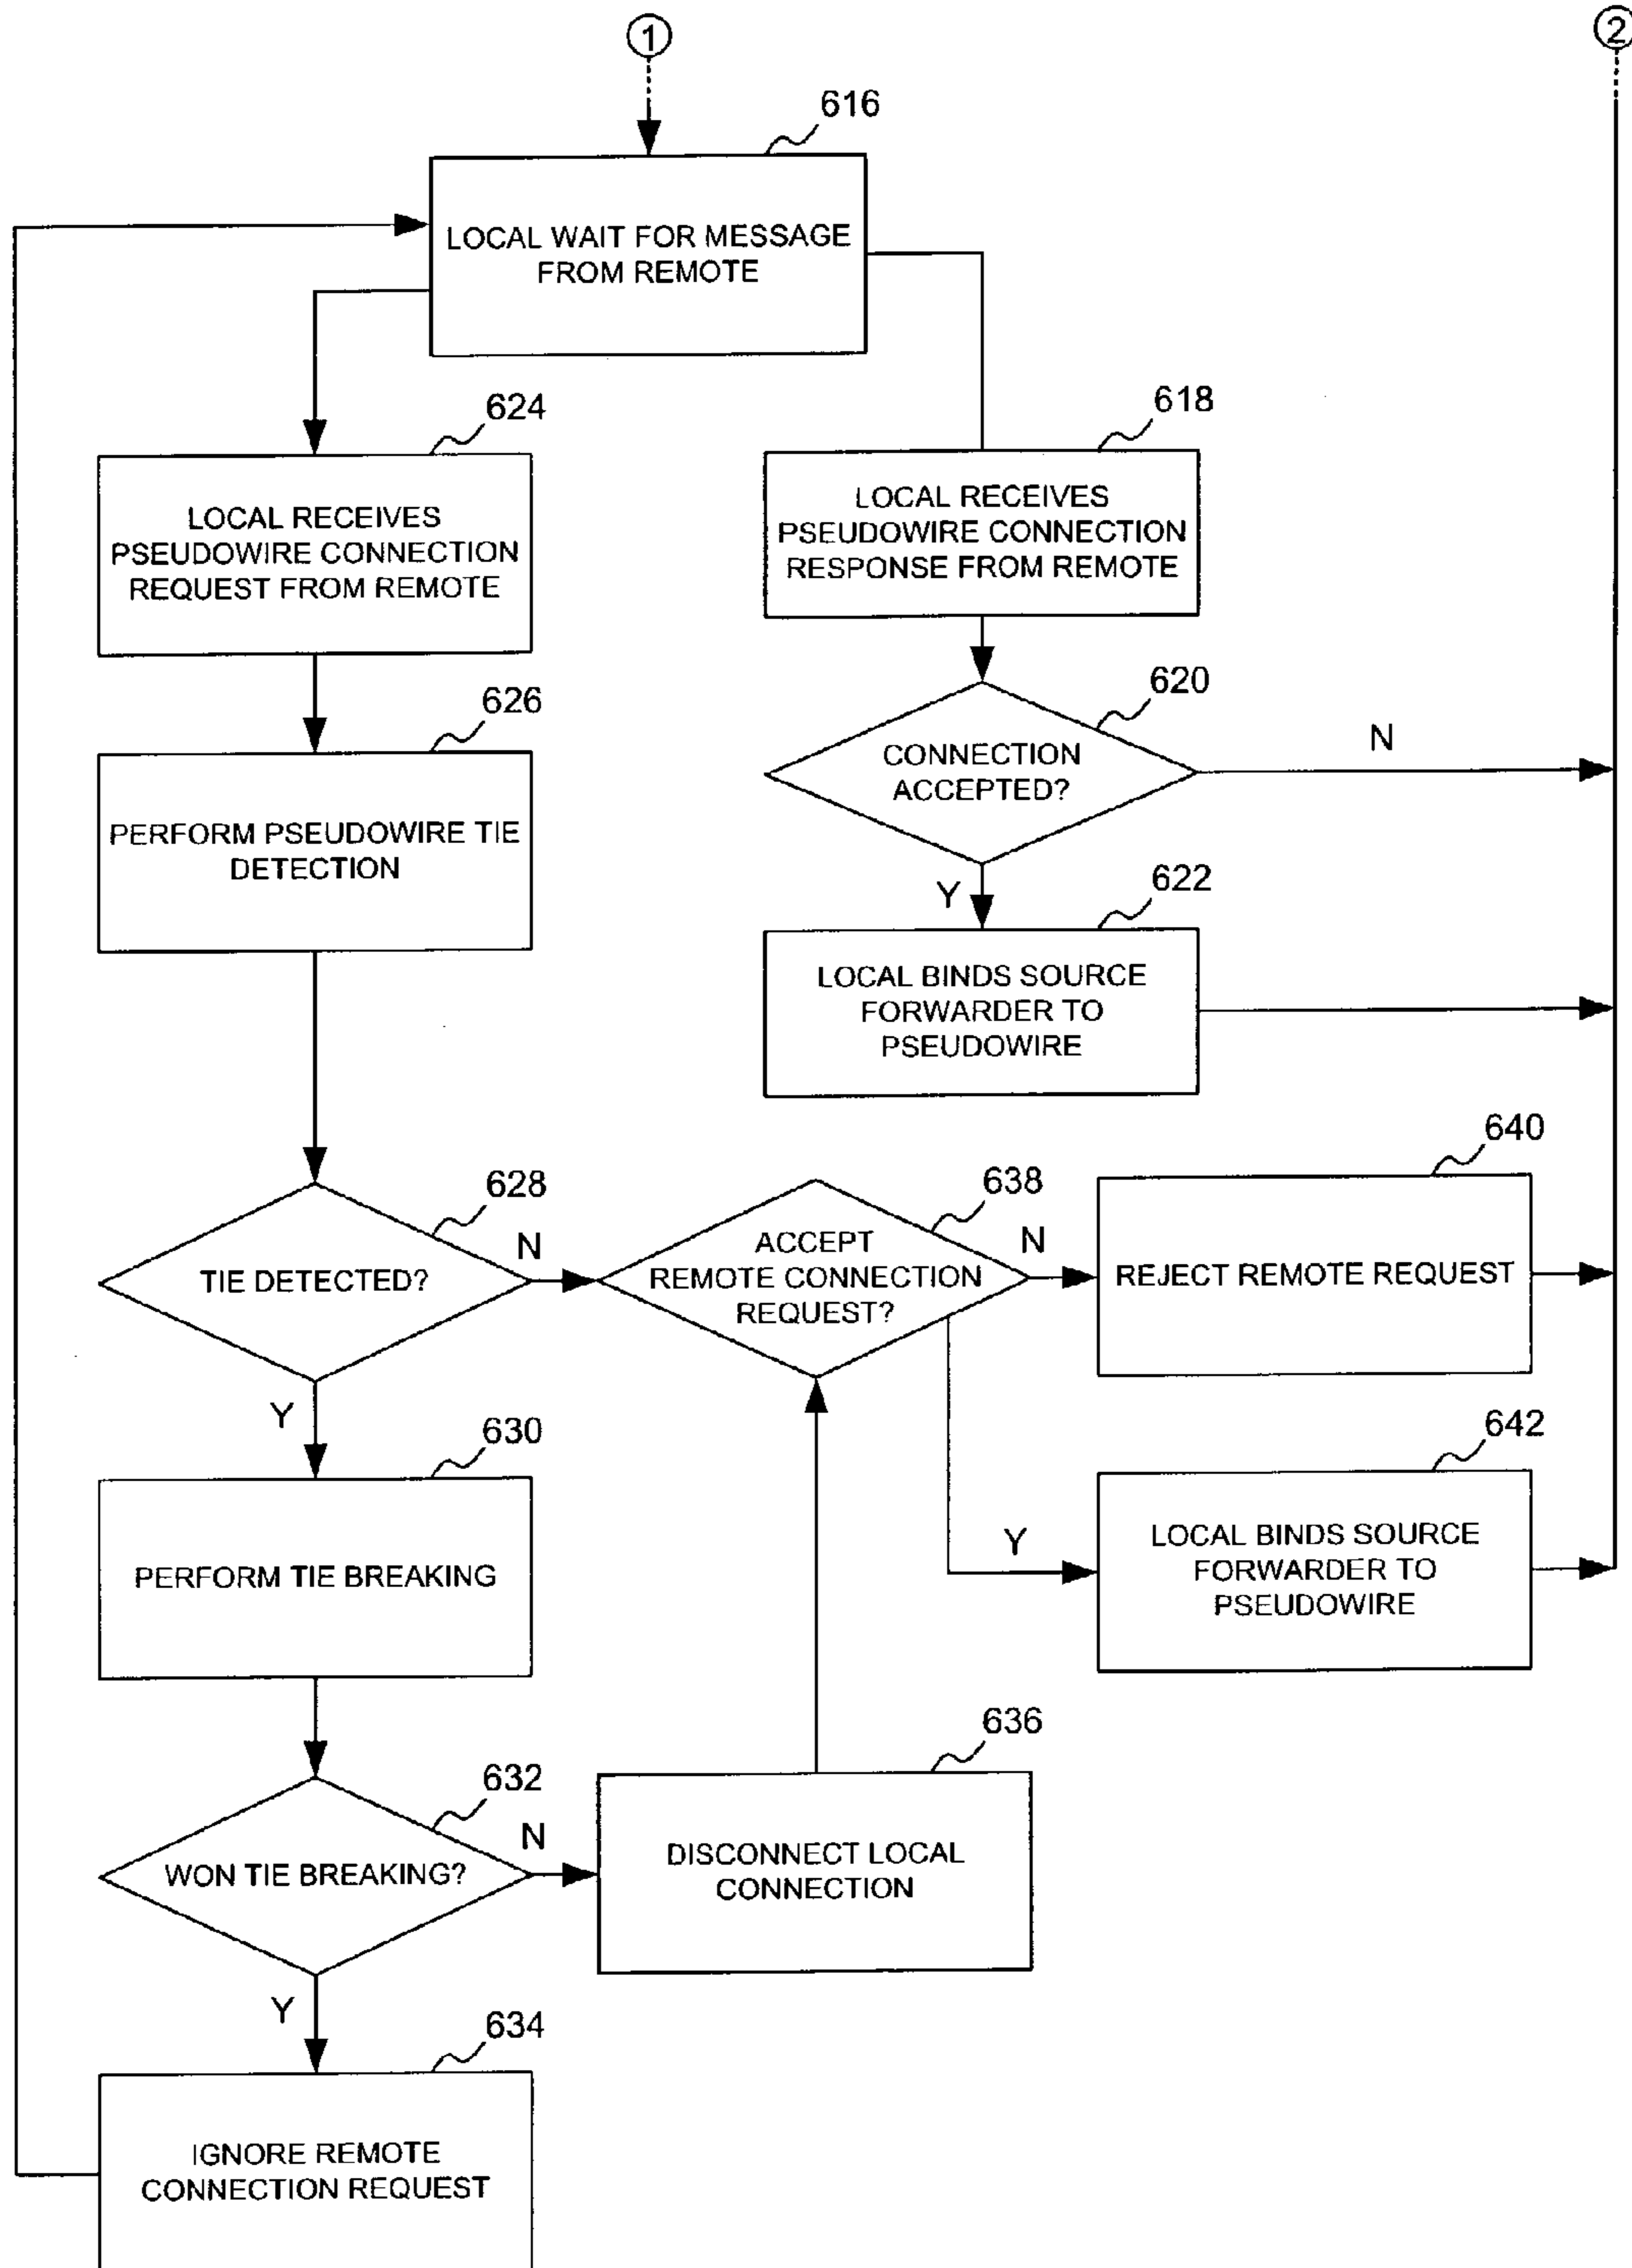 1
2
616
LOCAL WAIT FOR MESSAGE
FROM REMOTE
624
LOCAL RECEIVES
PSEUDOWIRE CONNECTION
REQUEST FROM REMOTE
618
LOCAL RECEIVES
PSEUDOWIRE CONNECTION
RESPONSE FROM REMOTE
626
PERFORM PSEUDOWIRE TIE
DETECTION
620
CONNECTION
ACCEPTED?
N
Y
622
LOCAL BINDS SOURCE
FORWARDER TO
PSEUDOWIRE
628
TIE DETECTED?
N
Y
638
ACCEPT
REMOTE CONNECTION
REQUEST?
N
Y
640
REJECT REMOTE REQUEST
630
PERFORM TIE BREAKING
642
LOCAL BINDS SOURCE
FORWARDER TO
PSEUDOWIRE
632
WON TIE BREAKING?
N
Y
636
DISCONNECT LOCAL
CONNECTION
634
IGNORE REMOTE
CONNECTION REQUEST